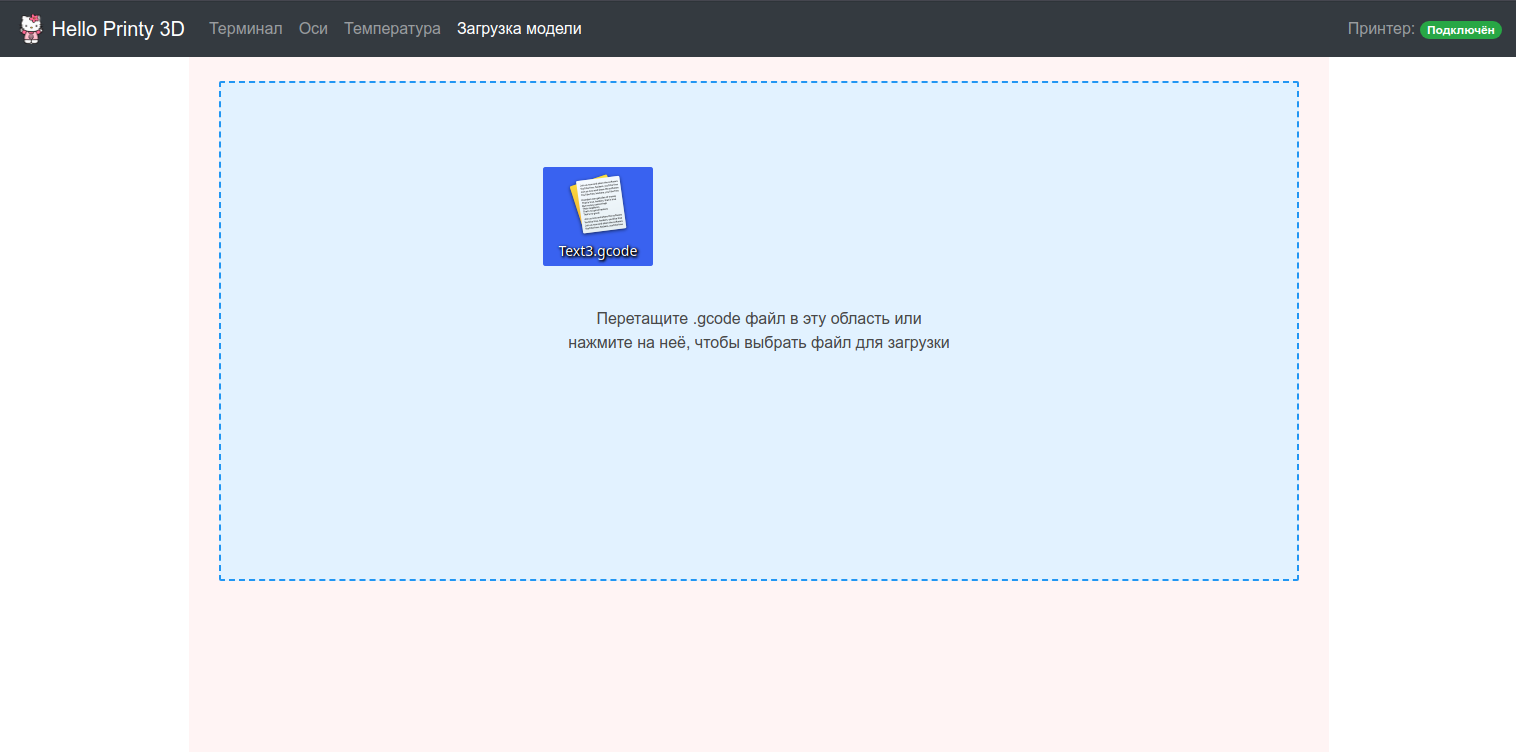 Hello Printy 3D Терминал Оси Температура Загрузка модели Принтер: Подключён
Text3.gcode
Перетащите .gcode файл в эту область или
нажмите на неё, чтобы выбрать файл для загрузки